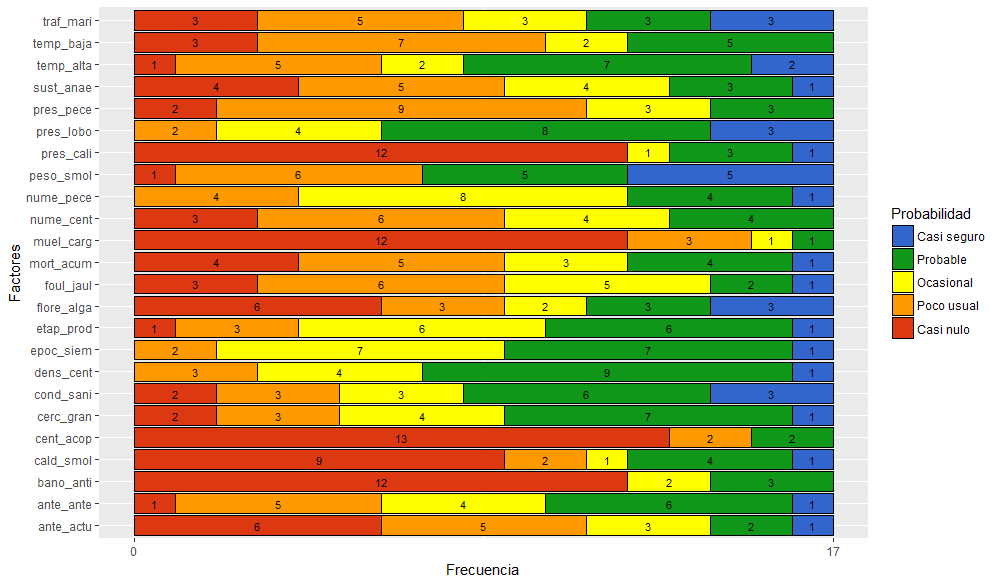 traf_mari 3 5 3 3 3
temp_baja 3 7 2 5
temp_alta 1 5 2 7 2
sust_anae 4 5 4 3 1
pres_pece 2 9 3 3
pres_lobo 2 4 8 3
pres_cali 12 1 3 1
peso_smol 1 6 5 5
nume_pece 4 8 4 1
nume_cent 3 6 4 4
muel_carg 12 3 1 1
mort_acum 4 5 3 4 1
foul_jaul 3 6 5 2 1
flore_alga 6 3 2 3 3
etap_prod 1 3 6 6 1
epoc_siem 2 7 7 1
dens_cent 3 4 9 1
cond_sani 2 3 3 6 3
cerc_gran 2 3 4 7 1
cent_acop 13 2 2
cald_smol 9 2 1 4 1
bano_anti 12 2 3
ante_ante 1 5 4 6 1
ante_actu 6 5 3 2 1
0 17
Frecuencia
Factores
Probabilidad
Casi seguro
Probable
Ocasional
Poco usual
Casi nulo